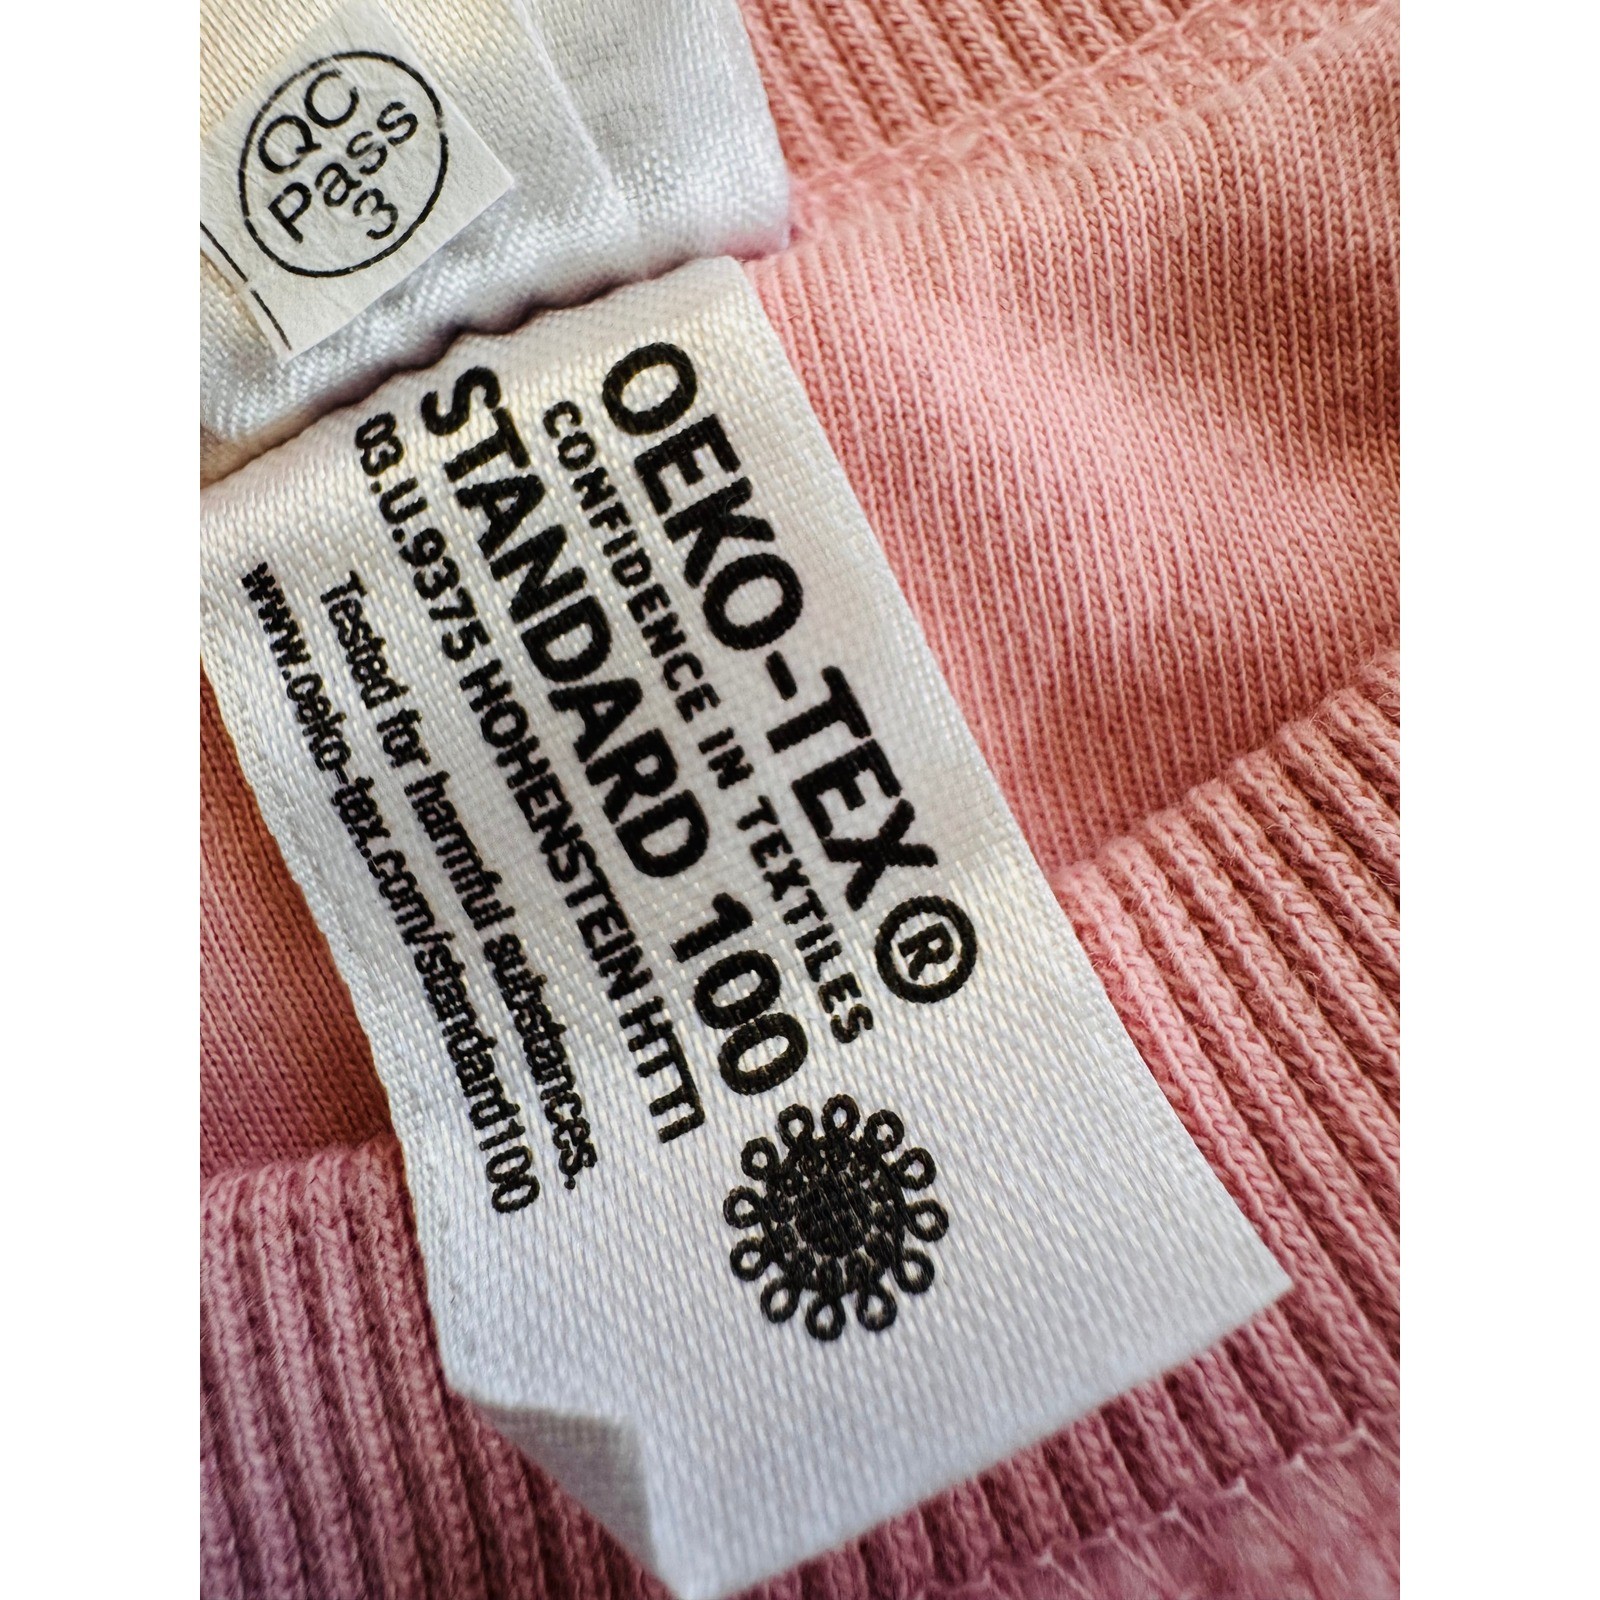 QC
Pass
3
OEKO-TEX®
CONFIDENCE IN TEXTILES
STANDARD 100
03.U.9375 HOHENSTEIN HTTI
Tested for harmful substances.
www.oeko-tex.com/standard100